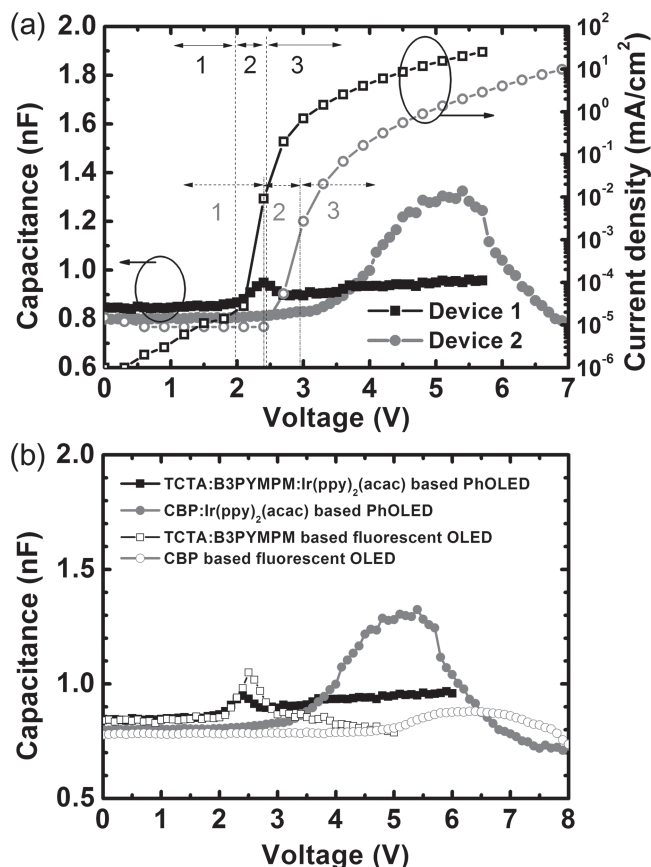 (a)
2.0
1.8
1.6
1.4
1.2
1.0
0.8
0.6
Capacitance (nF)
1 2 3
1 2 3
Device 1
Device 2
10^2
10^1
10^0
10^-1
10^-2
10^-3
10^-4
10^-5
10^-6
Current density (mA/cm^2)
0 1 2 3 4 5 6 7
Voltage (V)
(b)
2.0
1.5
1.0
0.5
Capacitance (nF)
TCTA:B3PYMPM:Ir(ppy)2(acac) based PhOLED
CBP:Ir(ppy)2(acac) based PhOLED
TCTA:B3PYMPM based fluorescent OLED
CBP based fluorescent OLED
0 1 2 3 4 5 6 7 8
Voltage (V)